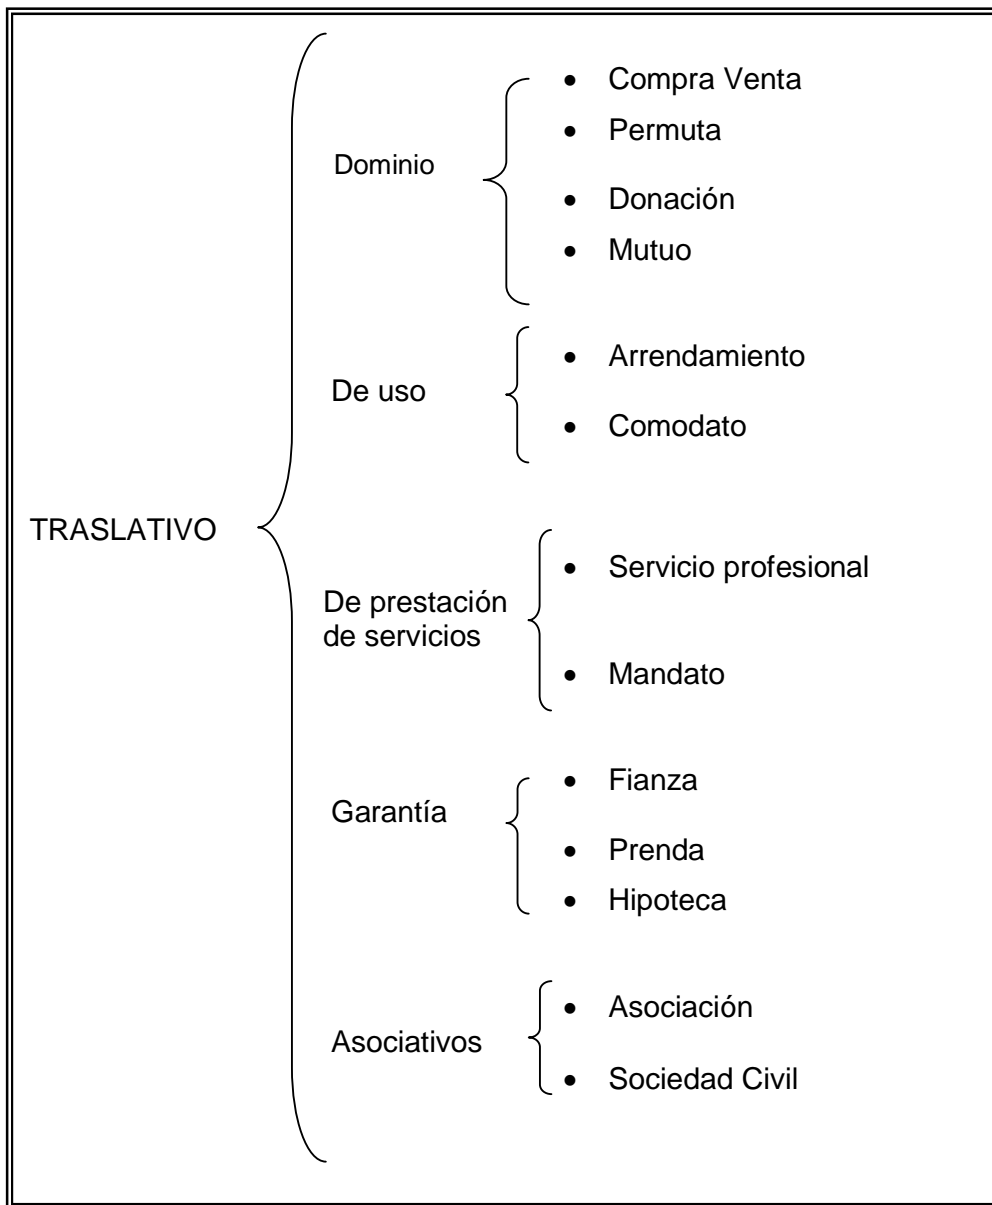 TRASLATIVO
Dominio
• Compra Venta
• Permuta
• Donación
• Mutuo
De uso
• Arrendamiento
• Comodato
De prestación
de servicios
• Servicio profesional
• Mandato
Garantía
• Fianza
• Prenda
• Hipoteca
Asociativos
• Asociación
• Sociedad Civil